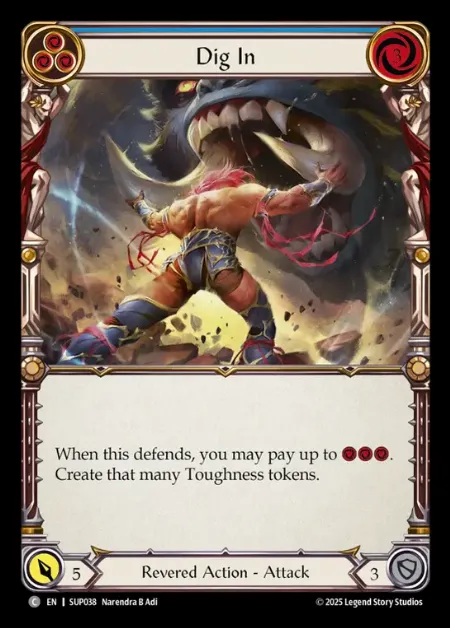 Dig In
3
When this defends, you may pay up to .
Create that many Toughness tokens.
5 Revered Action - Attack 3
C EN | SUP038 Narendra B Adi © 2025 Legend Story Studios